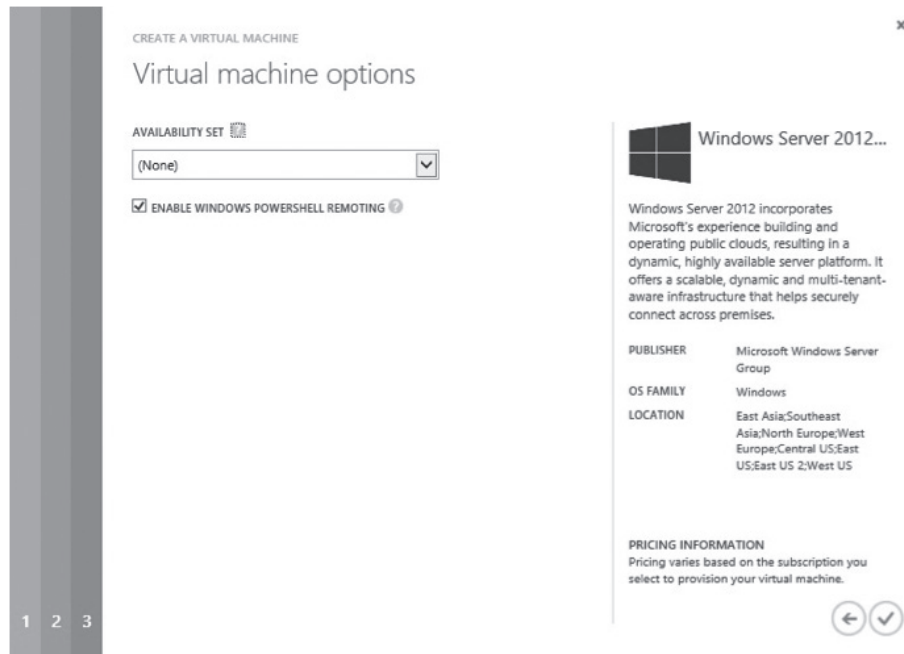 CREATE A VIRTUAL MACHINE
Virtual machine options
AVAILABILITY SET ?
(None)
ENABLE WINDOWS POWERSHELL REMOTING ?
Windows Server 2012...
Windows Server 2012 incorporates
Microsoft's experience building and
operating public clouds, resulting in a
dynamic, highly available server platform. It
offers a scalable, dynamic and multi-tenant-
aware infrastructure that helps securely
connect across premises.
PUBLISHER Microsoft Windows Server
Group
OS FAMILY Windows
LOCATION East Asia;Southeast
Asia;North Europe;West
Europe;Central US;East
US;East US 2;West US
PRICING INFORMATION
Pricing varies based on the subscription you
select to provision your virtual machine.
1 2 3